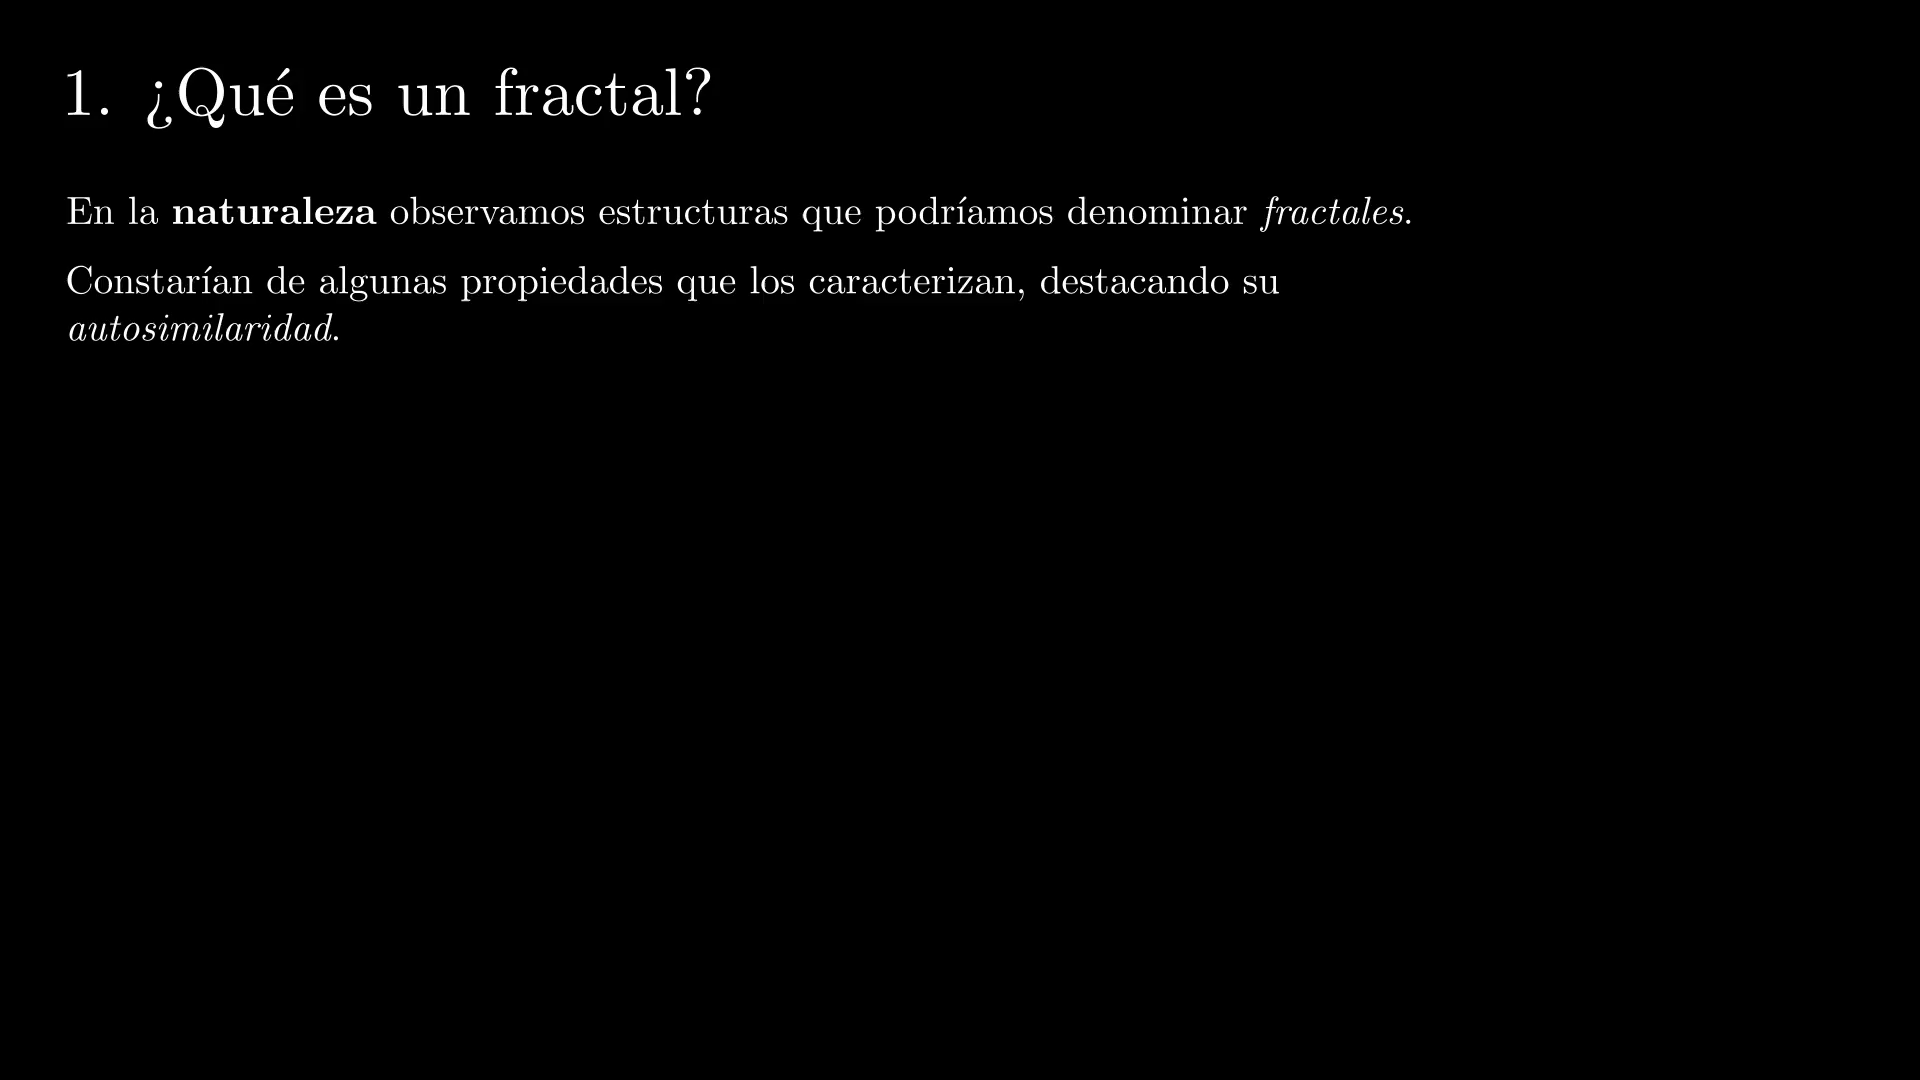 1. ¿Qué es un fractal?
En la naturaleza observamos estructuras que podríamos denominar fractales.
Constarían de algunas propiedades que los caracterizan, destacando su
autosimilaridad.